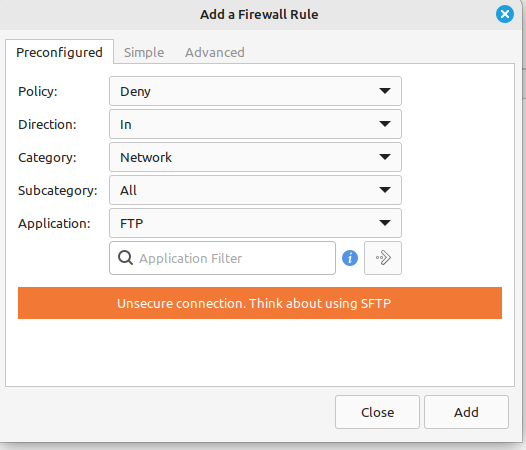 Add a Firewall Rule
Preconfigured Simple Advanced
Policy: Deny
Direction: In
Category: Network
Subcategory: All
Application: FTP
Application Filter
Unsecure connection. Think about using SFTP
Close Add